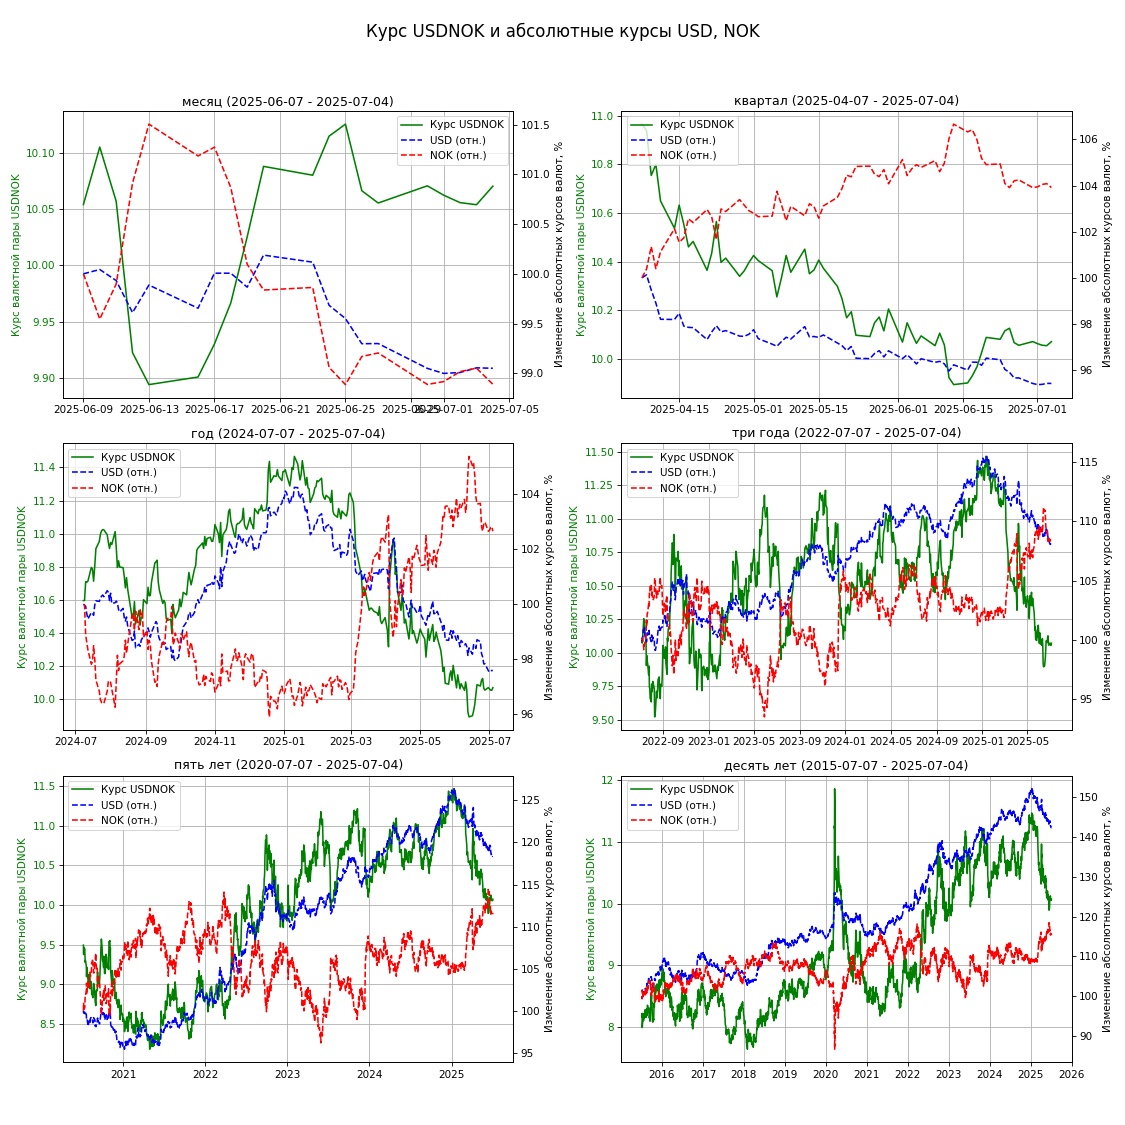 Курс USDNOK и абсолютные курсы USD, NOK
месяц (2025-06-07 - 2025-07-04)
Курс валютной пары USDNOK
10.10
10.05
10.00
9.95
9.90
Курс USDNOK
USD (отн.)
NOK (отн.)
101.5
101.0
100.5
100.0
99.5
99.0
Изменение абсолютных курсов валют, %
2025-06-09 2025-06-13 2025-06-17 2025-06-21 2025-06-25 2025-06-29 2025-07-01 2025-07-05
квартал (2025-04-07 - 2025-07-04)
Курс валютной пары USDNOK
11.0
10.8
10.6
10.4
10.2
10.0
Курс USDNOK
USD (отн.)
NOK (отн.)
106
104
102
100
98
96
Изменение абсолютных курсов валют, %
2025-04-15 2025-05-01 2025-05-15 2025-06-01 2025-06-15 2025-07-01
год (2024-07-07 - 2025-07-04)
Курс валютной пары USDNOK
11.4
11.2
11.0
10.8
10.6
10.4
10.2
10.0
Курс USDNOK
USD (отн.)
NOK (отн.)
104
102
100
98
96
Изменение абсолютных курсов валют, %
2024-07 2024-09 2024-11 2025-01 2025-03 2025-05 2025-07
три года (2022-07-07 - 2025-07-04)
Курс валютной пары USDNOK
11.50
11.25
11.00
10.75
10.50
10.25
10.00
9.75
9.50
Курс USDNOK
USD (отн.)
NOK (отн.)
115
110
105
100
95
Изменение абсолютных курсов валют, %
2022-09 2023-01 2023-05 2023-09 2024-01 2024-05 2024-09 2025-01 2025-05
пять лет (2020-07-07 - 2025-07-04)
Курс валютной пары USDNOK
11.5
11.0
10.5
10.0
9.5
9.0
8.5
Курс USDNOK
USD (отн.)
NOK (отн.)
125
120
115
110
105
100
95
Изменение абсолютных курсов валют, %
2021 2022 2023 2024 2025
десять лет (2015-07-07 - 2025-07-04)
Курс валютной пары USDNOK
12
11
10
9
8
Курс USDNOK
USD (отн.)
NOK (отн.)
150
140
130
120
110
100
90
Изменение абсолютных курсов валют, %
2016 2017 2018 2019 2020 2021 2022 2023 2024 2025 2026